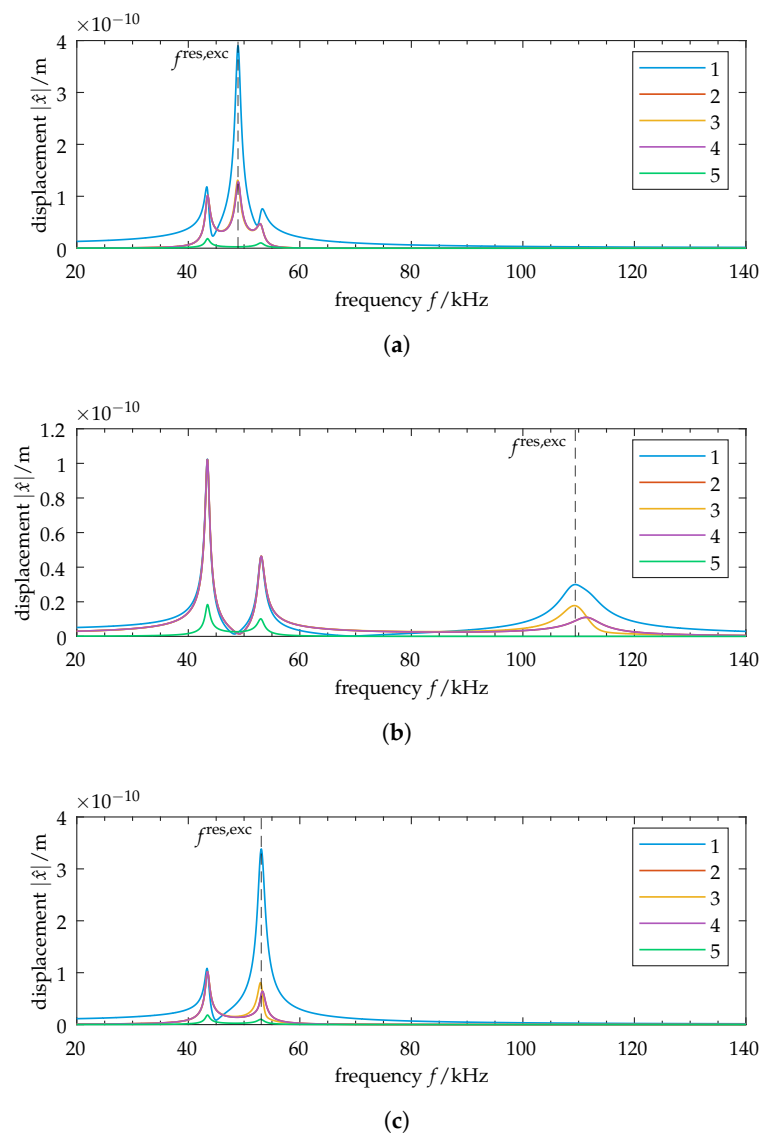 ×10⁻¹⁰
f^res,exc
displacement |x̂|/m
4
3
2
1
0
20 40 60 80 100 120 140
frequency f/kHz
1
2
3
4
5
(a)
×10⁻¹⁰
f^res,exc
displacement |x̂|/m
1.2
1
0.8
0.6
0.4
0.2
0
20 40 60 80 100 120 140
frequency f/kHz
1
2
3
4
5
(b)
×10⁻¹⁰
f^res,exc
displacement |x̂|/m
4
3
2
1
0
20 40 60 80 100 120 140
frequency f/kHz
1
2
3
4
5
(c)